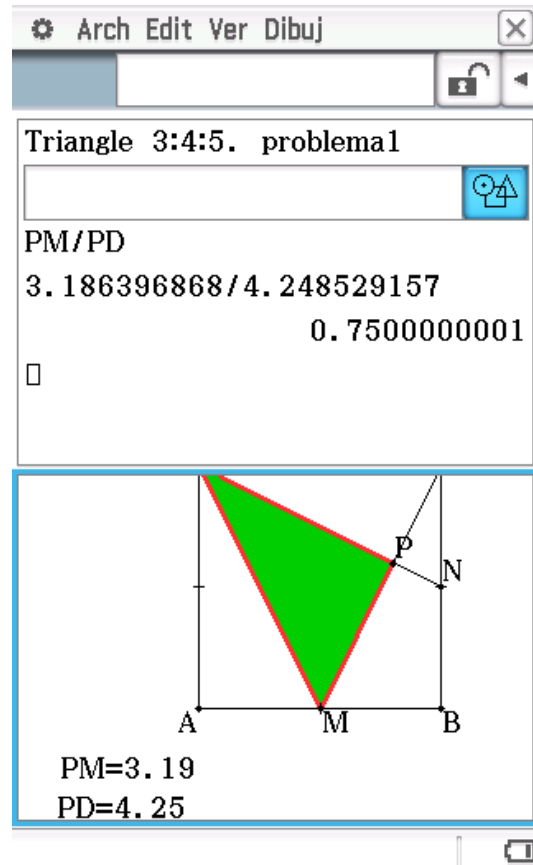 Arch Edit Ver Dibuj
Triangle 3:4:5. problema1
PM/PD
3.186396868/4.248529157
0.7500000001
P
N
A
M
B
PM=3.19
PD=4.25